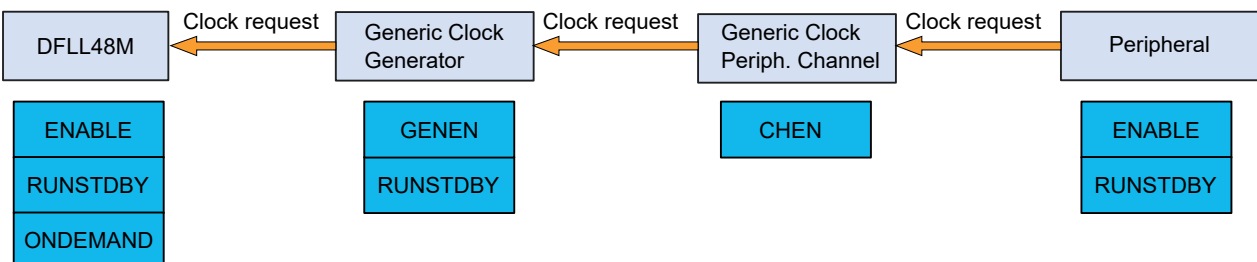 Clock request
Clock request
Clock request
DFLL48M
Generic Clock
Generator
Generic Clock
Periph. Channel
Peripheral
ENABLE
GENEN
CHEN
ENABLE
RUNSTDBY
RUNSTDBY
RUNSTDBY
ONDEMAND